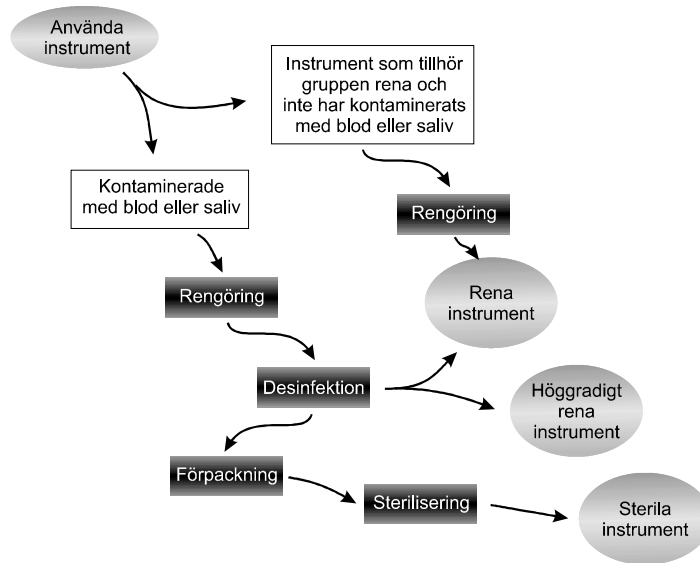 Använda
instrument
Instrument som tillhör
gruppen rena och
inte har kontaminerats
med blod eller saliv
Kontaminerade
med blod eller saliv
Rengöring
Rengöring
Rena
instrument
Desinfektion
Höggradigt
rena
instrument
Förpackning
Sterilisering
Sterila
instrument